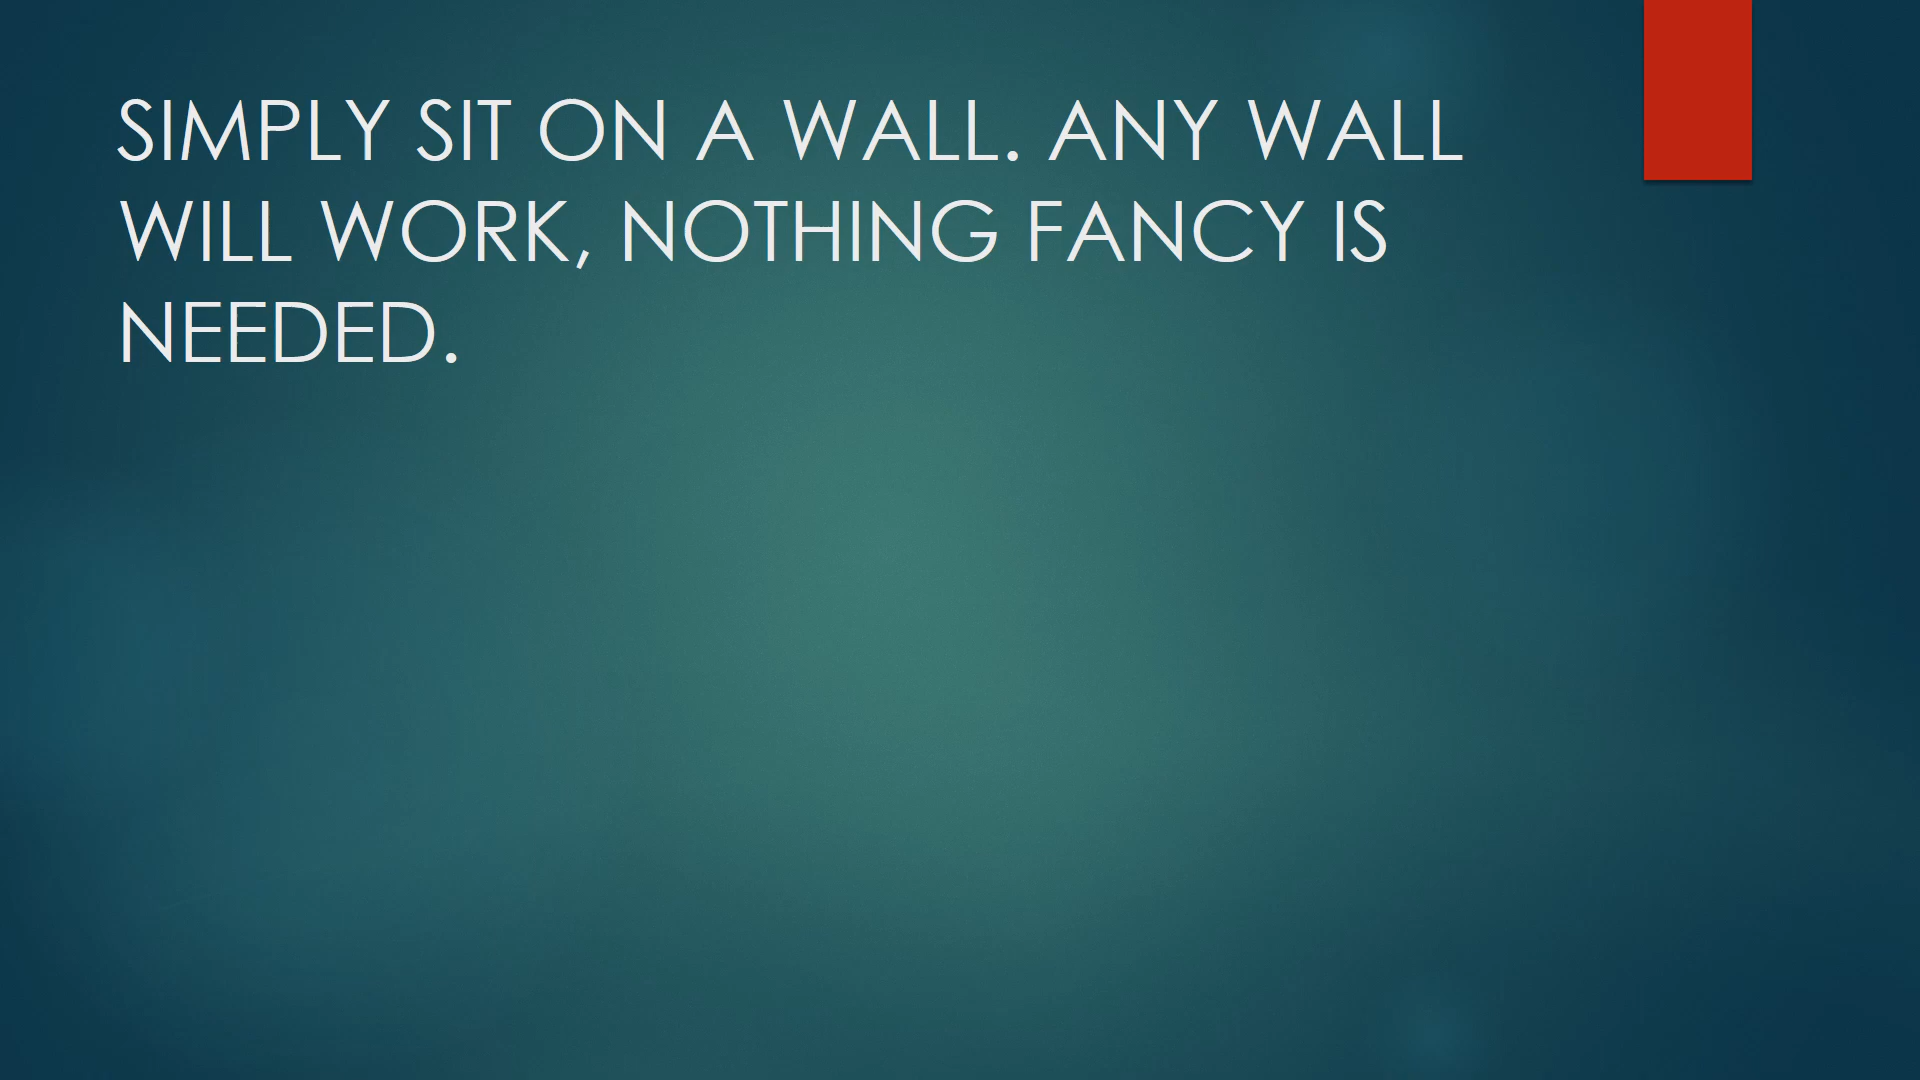 SIMPLY SIT ON A WALL. ANY WALL
WILL WORK, NOTHING FANCY IS
NEEDED.